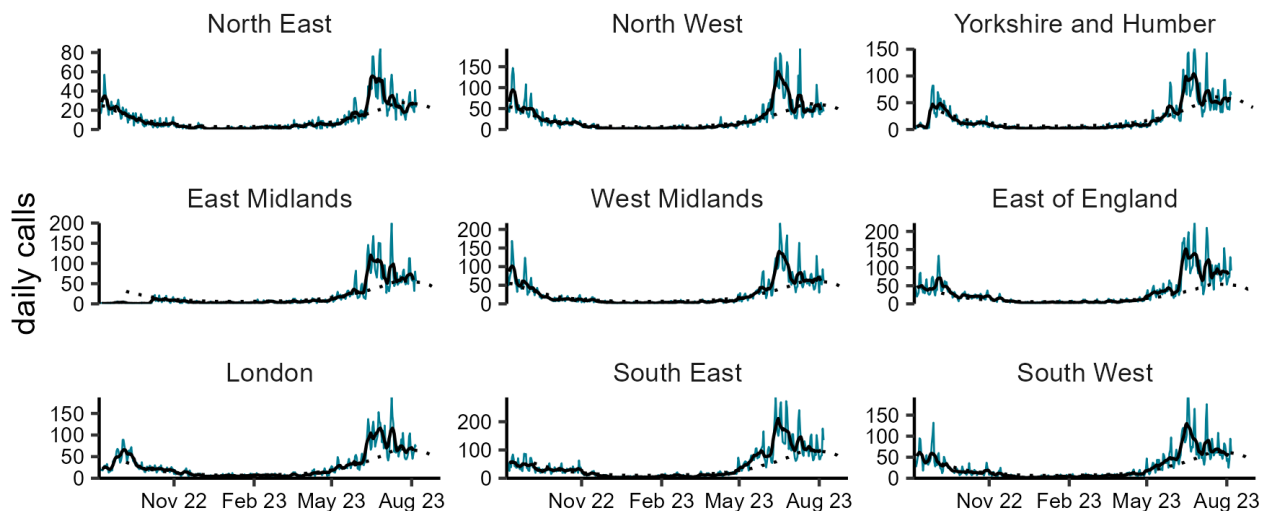 North East North West Yorkshire and Humber
80 150 150
60 100 100
40 50 50
20 0 0
0
East Midlands West Midlands East of England
daily calls
200 200 200
150 150 150
100 100 100
50 50 50
0 0 0
London South East South West
150 200 150
100 100 100
50 0 50
0 0
Nov 22 Feb 23 May 23 Aug 23 Nov 22 Feb 23 May 23 Aug 23 Nov 22 Feb 23 May 23 Aug 23